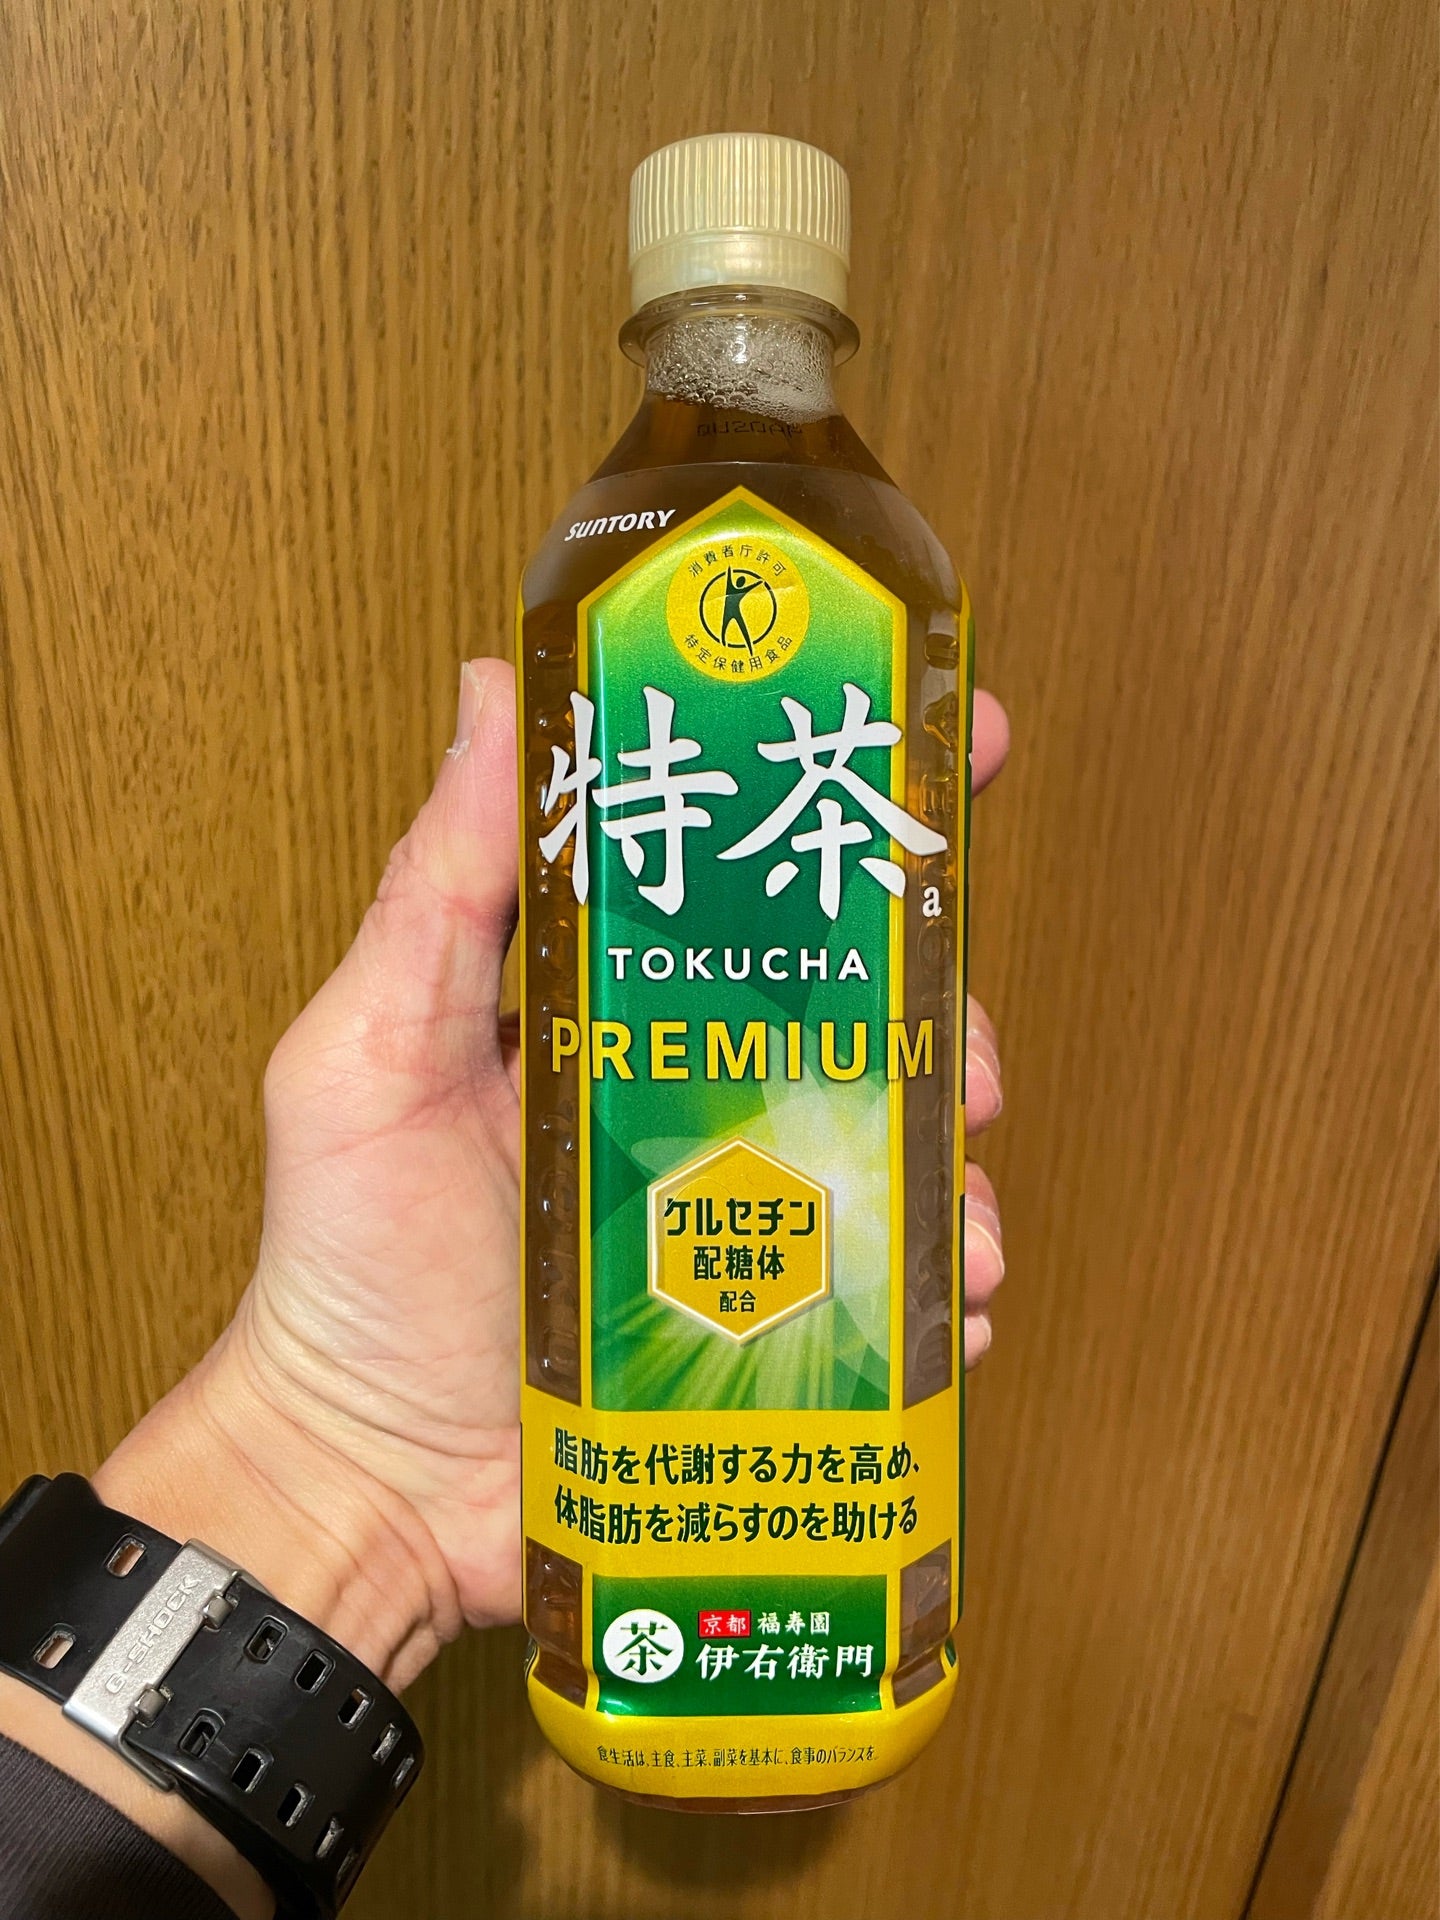 SUNTORY
消費者庁許可
特定保健用食品
特茶
a
TOKUCHA
PREMIUM
ケルセチン
配糖体
配合
脂肪を代謝する力を高め、
体脂肪を減らすのを助ける
茶
京都 福寿園
伊右衛門
食生活は、主食、主菜、副菜を基本に、食事のバランスを。
G-SHOCK